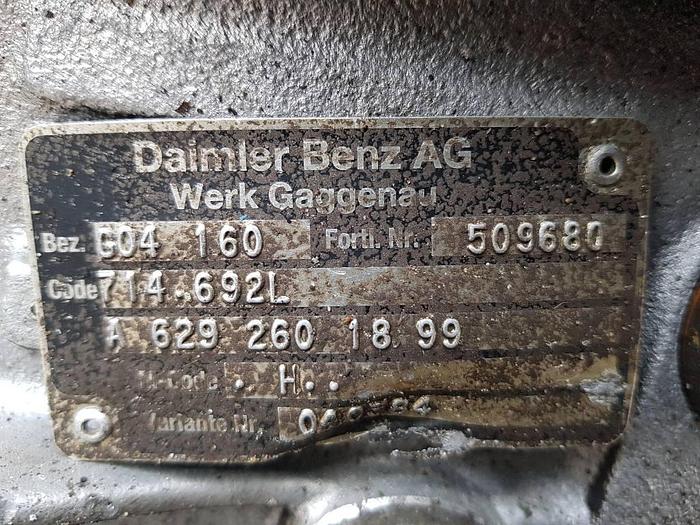 Daimler Benz AG
Werk Gaggenau
Bez. G04 160 Fortl. Nr. 509680
Code 714.692L
A 629 260 18 99
. H . .
Variante Nr.